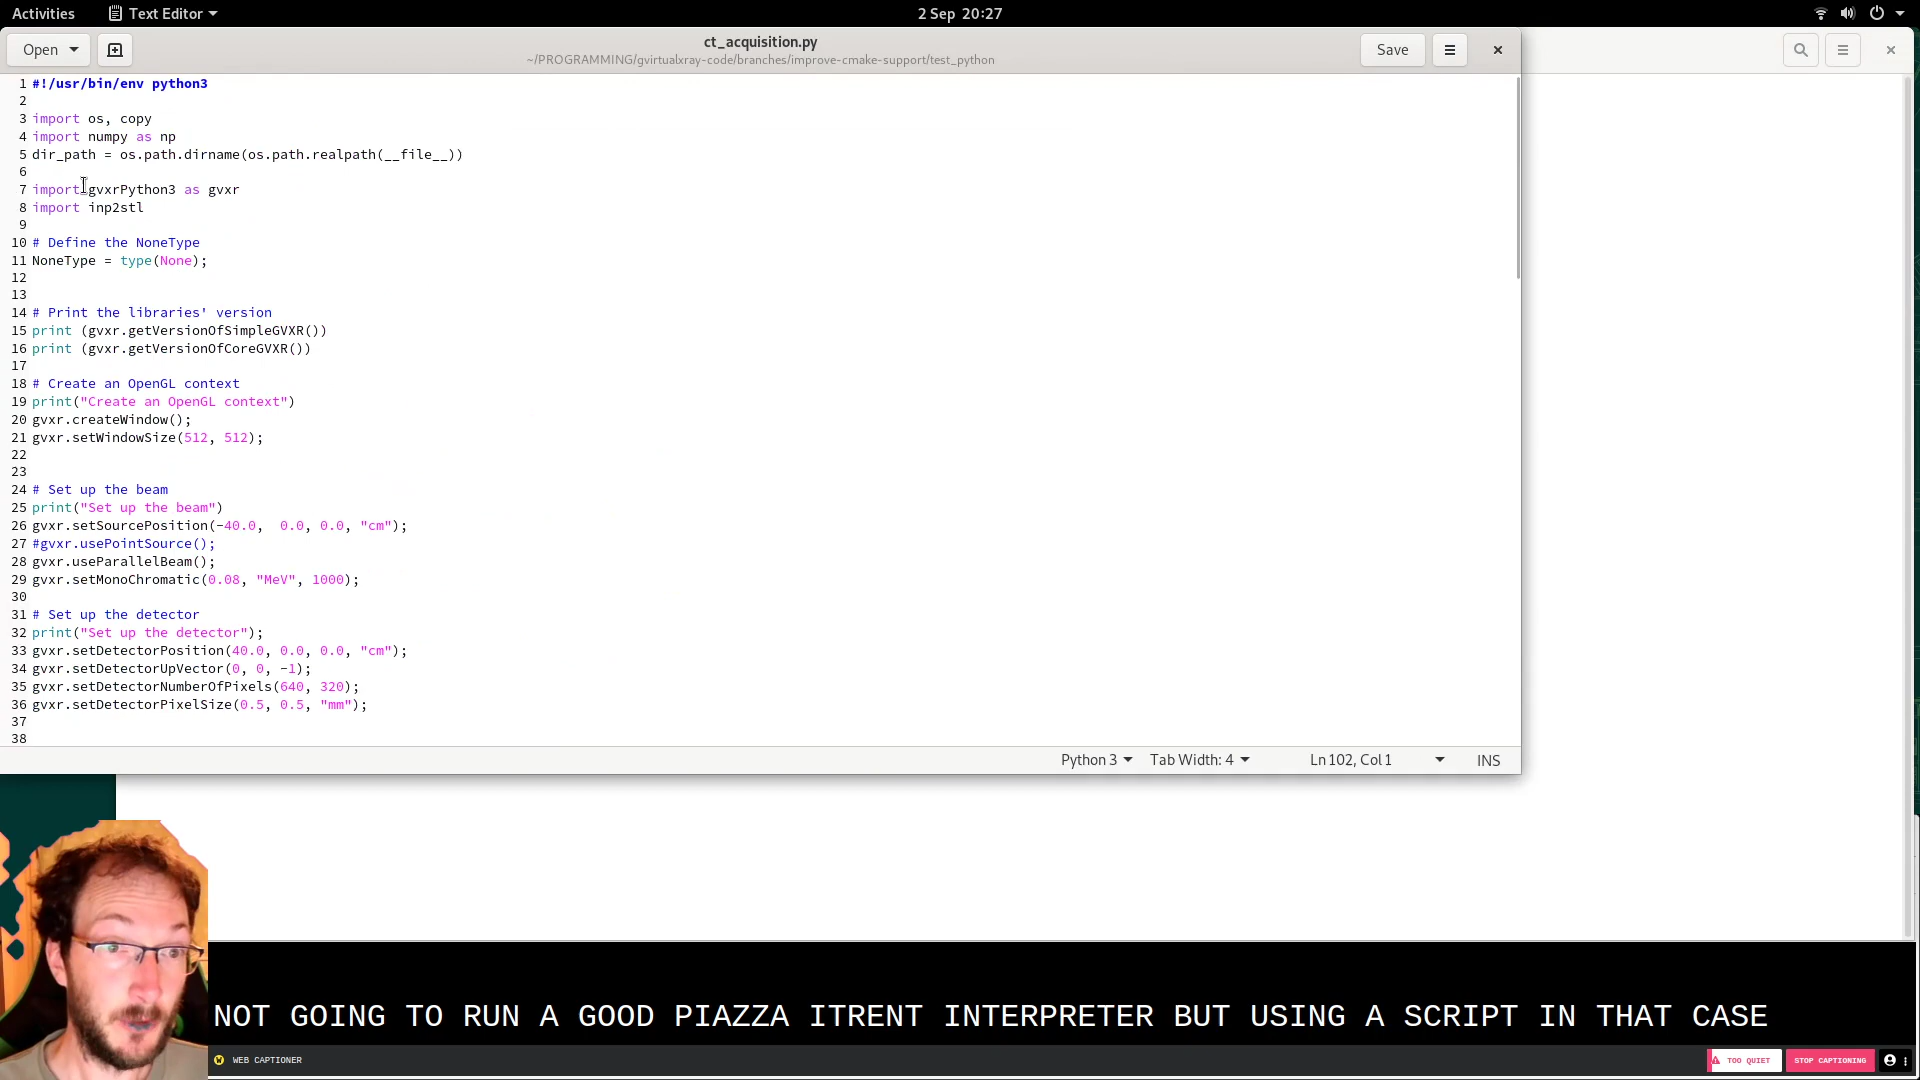 Activities
Text Editor
2 Sep 20:27
Open
ct_acquisition.py
~/PROGRAMMING/gvirtualxray-code/branches/improve-cmake-support/test_python
Save
1 #!/usr/bin/env python3
2
3 import os, copy
4 import numpy as np
5 dir_path = os.path.dirname(os.path.realpath(__file__))
6
7 import gvxrPython3 as gvxr
8 import inp2stl
9
10 # Define the NoneType
11 NoneType = type(None);
12
13
14 # Print the libraries' version
15 print (gvxr.getVersionOfSimpleGVXR())
16 print (gvxr.getVersionOfCoreGVXR())
17
18 # Create an OpenGL context
19 print("Create an OpenGL context")
20 gvxr.createWindow();
21 gvxr.setWindowSize(512, 512);
22
23
24 # Set up the beam
25 print("Set up the beam")
26 gvxr.setSourcePosition(-40.0,  0.0, 0.0, "cm");
27 #gvxr.usePointSource();
28 gvxr.useParallelBeam();
29 gvxr.setMonoChromatic(0.08, "MeV", 1000);
30
31 # Set up the detector
32 print("Set up the detector");
33 gvxr.setDetectorPosition(40.0, 0.0, 0.0, "cm");
34 gvxr.setDetectorUpVector(0, 0, -1);
35 gvxr.setDetectorNumberOfPixels(640, 320);
36 gvxr.setDetectorPixelSize(0.5, 0.5, "mm");
37
38
Python 3
Tab Width: 4
Ln 102, Col 1
INS
NOT GOING TO RUN A GOOD PIAZZA ITRENT INTERPRETER BUT USING A SCRIPT IN THAT CASE
W WEB CAPTIONER
TOO QUIET
STOP CAPTIONING